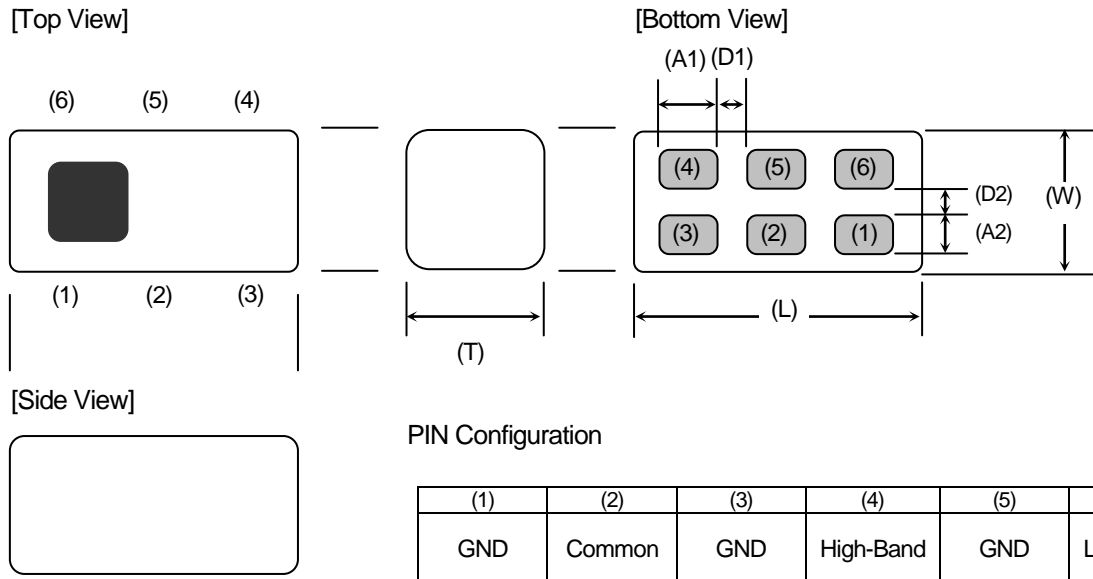 [Top View]
[Bottom View]
(A1) (D1)
(6) (5) (4)
(4) (5) (6)
(D2)
(W)
(3) (2) (1)
(A2)
(1) (2) (3)
(L)
(T)
[Side View]
PIN Configuration
(1) (2) (3) (4) (5)
GND Common GND High-Band GND L